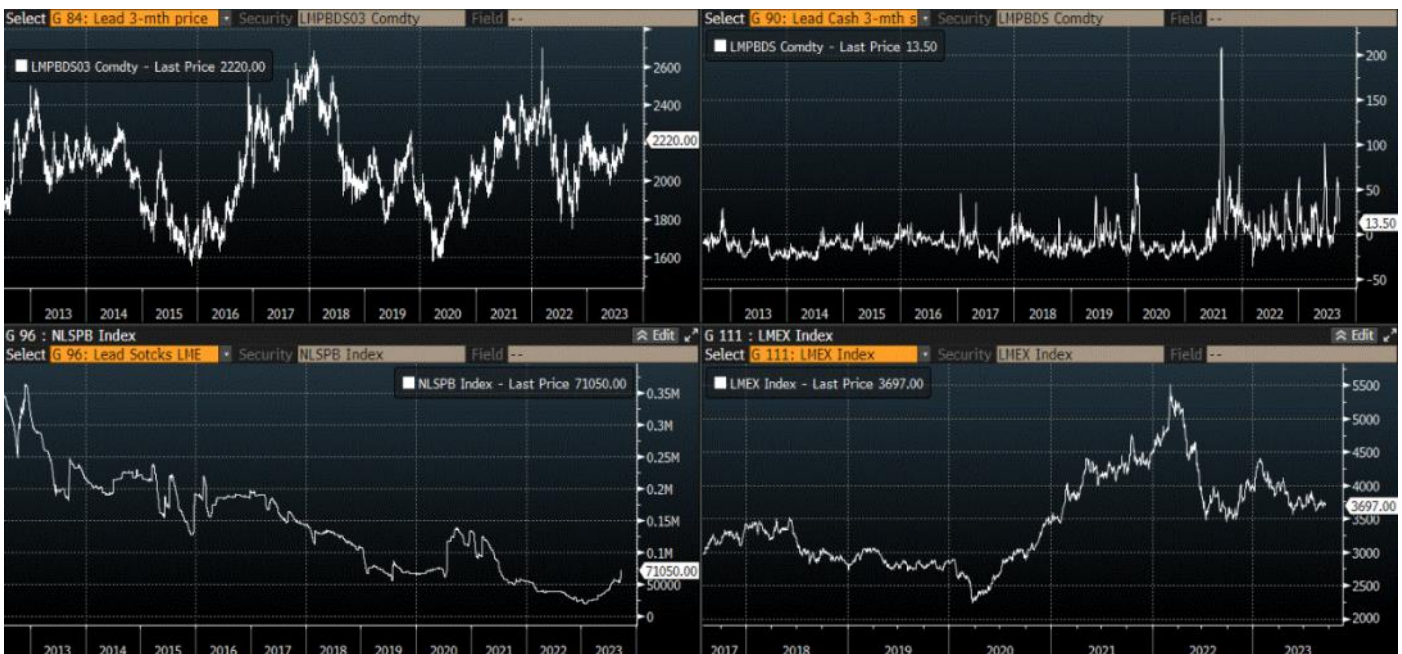 Select G 84: Lead 3-mth price Security LMPBDS03 Comdty Field --
LMPBDS03 Comdty - Last Price 2220.00
2600
2400
2220.00
2000
1800
1600
2013 2014 2015 2016 2017 2018 2019 2020 2021 2022 2023
Select G 90: Lead Cash 3-mth s Security LMPBDS Comdty Field --
LMPBDS Comdty - Last Price 13.50
200
150
100
50
13.50
0
-50
2013 2014 2015 2016 2017 2018 2019 2020 2021 2022 2023
G 96 : NLSPB Index Edit
Select G 96: Lead Sotcks LME Security NLSPB Index Field --
NLSPB Index - Last Price 71050.00
0.35M
0.3M
0.25M
0.2M
0.15M
0.1M
71050.00
50000
0
2013 2014 2015 2016 2017 2018 2019 2020 2021 2022 2023
G 111 : LMEX Index Edit
Select G 111: LMEX Index Security LMEX Index Field --
LMEX Index - Last Price 3697.00
5500
5000
4500
4000
3697.00
3500
3000
2500
2000
2017 2018 2019 2020 2021 2022 2023